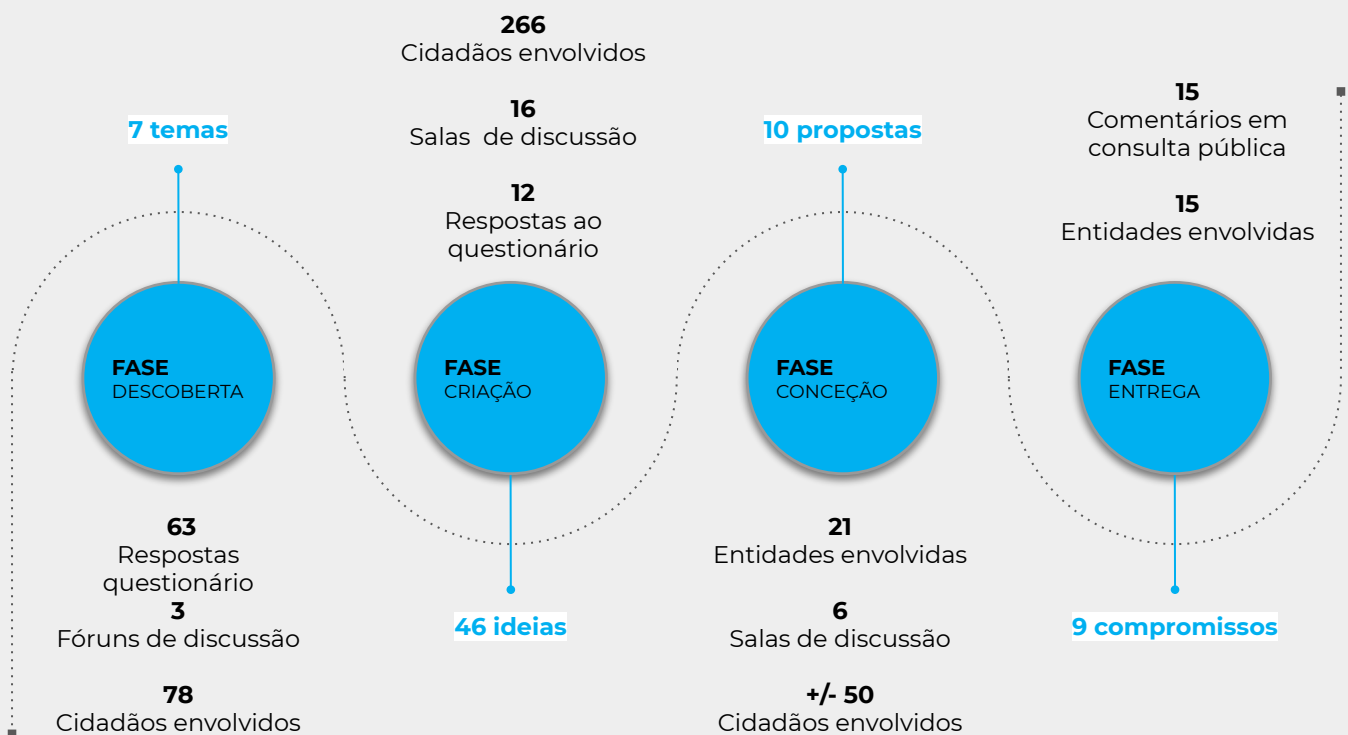 7 temas
FASE
DESCOBERTA
63
Respostas
questionário
3
Fóruns de discussão
78
Cidadãos envolvidos
266
Cidadãos envolvidos
16
Salas de discussão
12
Respostas ao
questionário
FASE
CRIAÇÃO
46 ideias
10 propostas
FASE
CONCEÇÃO
21
Entidades envolvidas
6
Salas de discussão
+/- 50
Cidadãos envolvidos
15
Comentários em
consulta pública
15
Entidades envolvidas
FASE
ENTREGA
9 compromissos